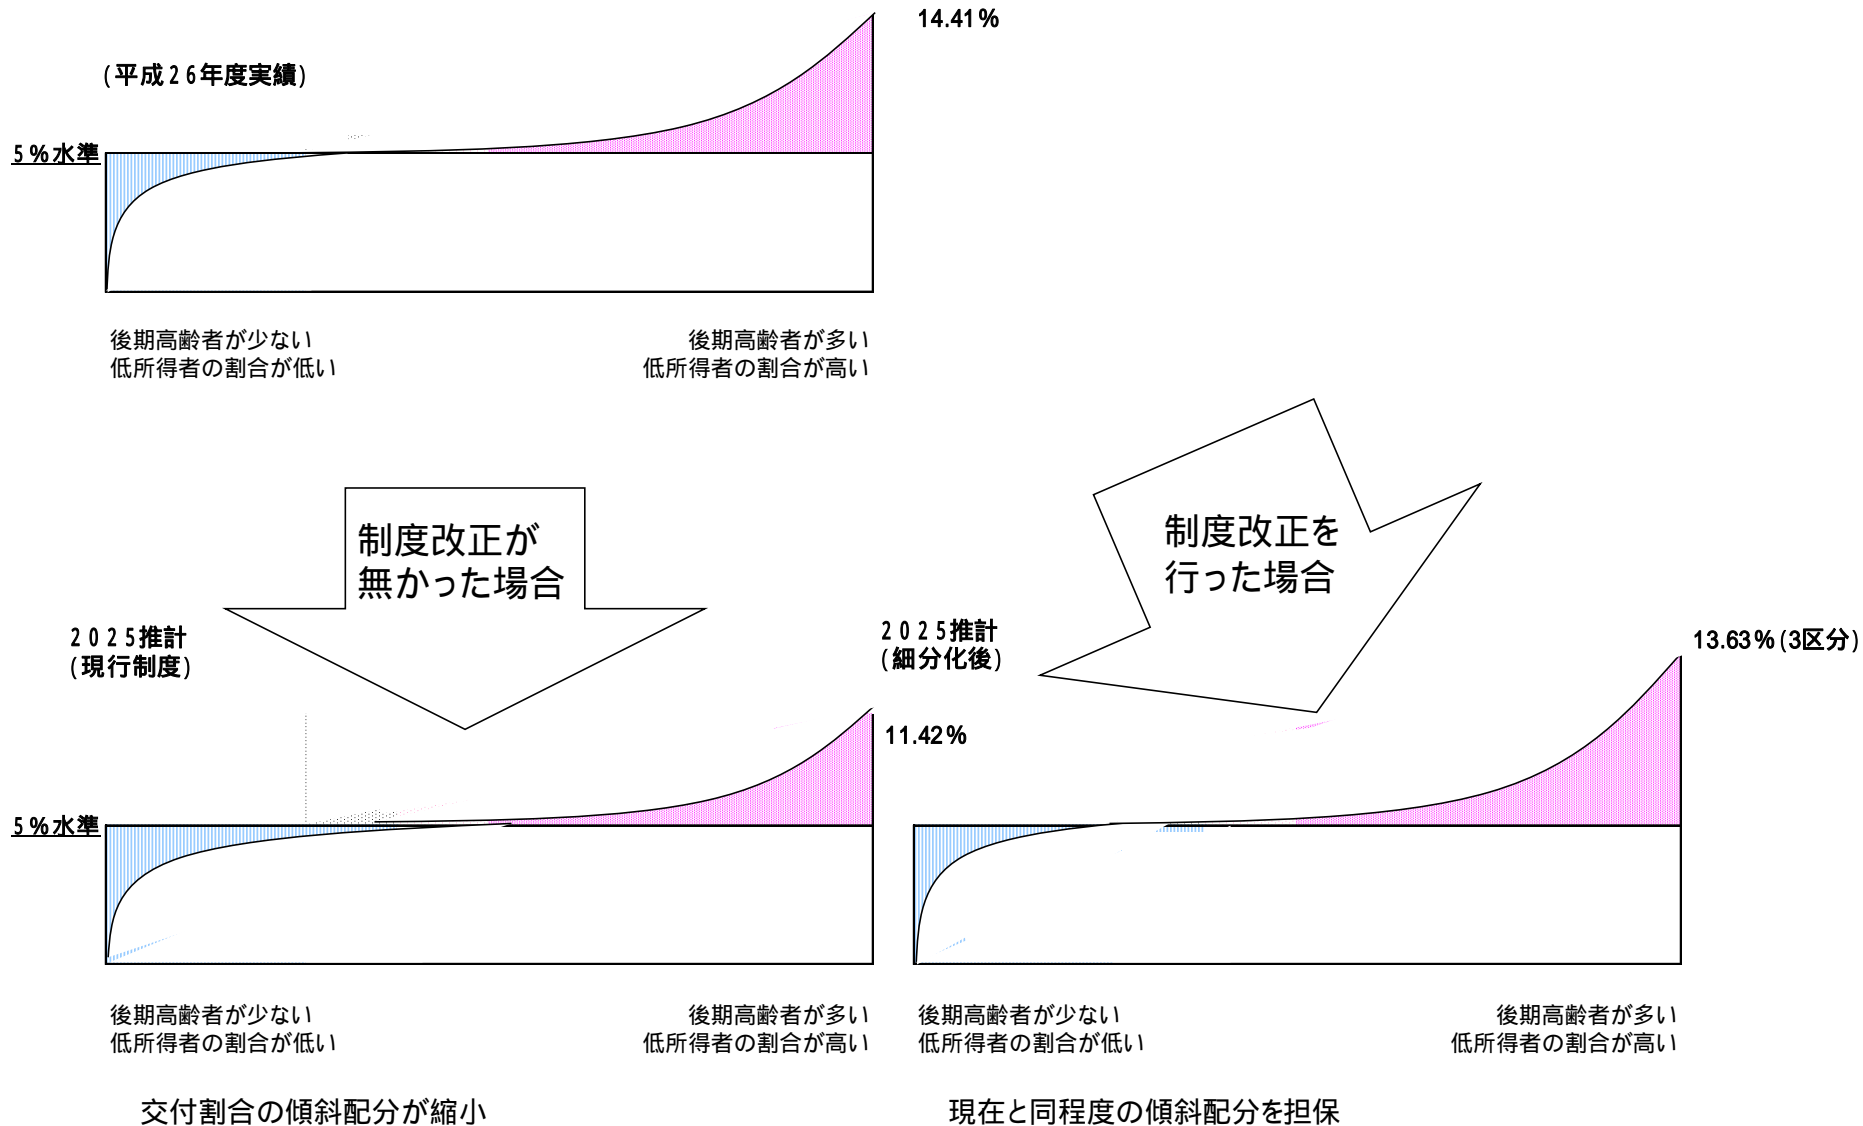 14.41%
(平成26年度実績)
5%水準
後期高齢者が少ない
低所得者の割合が低い
後期高齢者が多い
低所得者の割合が高い
制度改正が
無かった場合
制度改正を
行った場合
2025推計
(現行制度)
2025推計
(細分化後)
13.63%(3区分)
11.42%
5%水準
後期高齢者が少ない
低所得者の割合が低い
後期高齢者が多い
低所得者の割合が高い
後期高齢者が少ない
低所得者の割合が低い
後期高齢者が多い
低所得者の割合が高い
交付割合の傾斜配分が縮小
現在と同程度の傾斜配分を担保